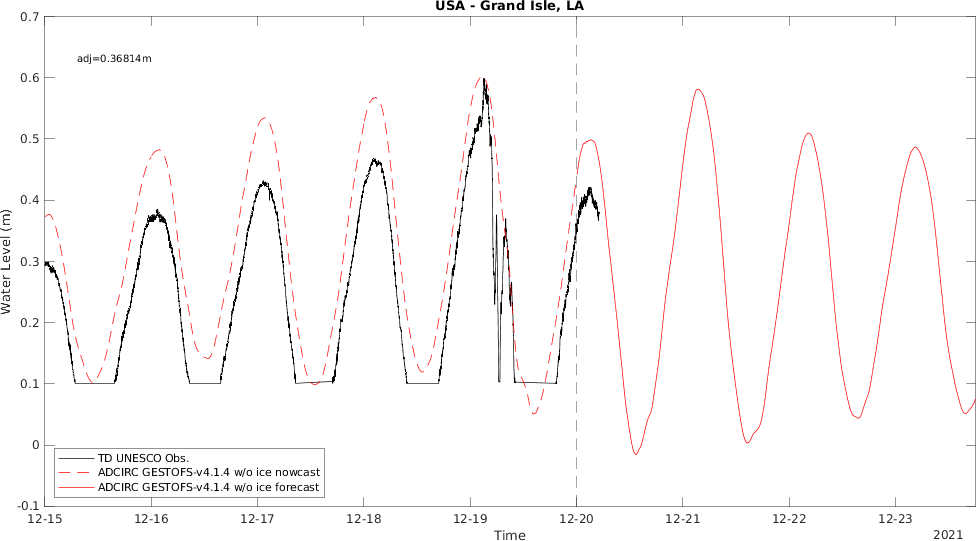 USA - Grand Isle, LA
0.7
adj=0.36814m
0.6
0.5
0.4
0.3
0.2
0.1
0
-0.1
Water Level (m)
TD UNESCO Obs.
ADCIRC GESTOFS-v4.1.4 w/o ice nowcast
ADCIRC GESTOFS-v4.1.4 w/o ice forecast
12-15 12-16 12-17 12-18 12-19 12-20 12-21 12-22 12-23
Time
2021